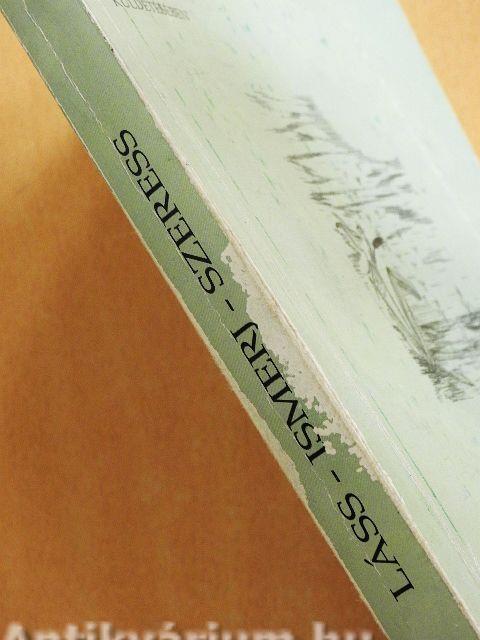 LÁSS - ISMERJ - SZERESS
Antikvárium.hu